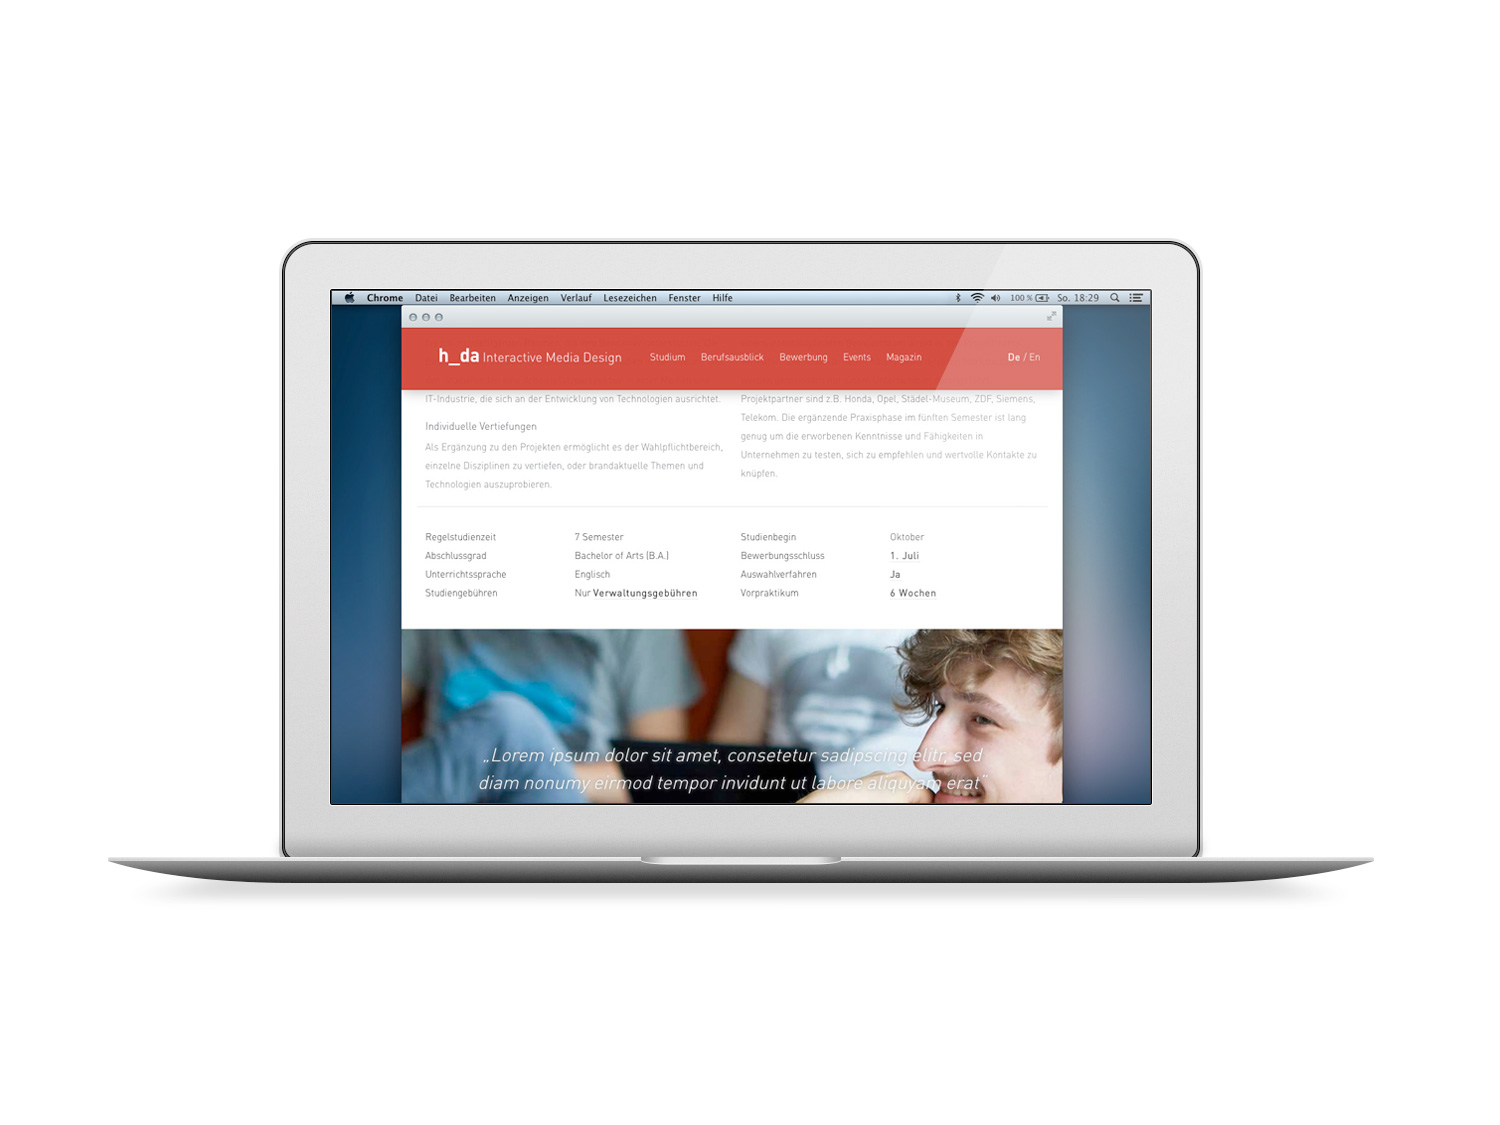 Chrome Datei Bearbeiten Anzeigen Verlauf Lesezeichen Fenster Hilfe 100 % So. 18:29
h_da Interactive Media Design Studium Berufsausblick Bewerbung Events Magazin De / En
IT-Industrie, die sich an der Entwicklung von Technologien ausrichtet.
Individuelle Vertiefungen
Als Ergänzung zu den Projekten ermöglicht es der Wahlpflichtbereich,
einzelne Disziplinen zu vertiefen, oder brandaktuelle Themen und
Technologien auszuprobieren.
Projektpartner sind z.B. Honda, Opel, Städel-Museum, ZDF, Siemens,
Telekom. Die ergänzende Praxisphase im fünften Semester ist lang
genug um die erworbenen Kenntnisse und Fähigkeiten in
Unternehmen zu testen, sich zu empfehlen und wertvolle Kontakte zu
knüpfen.
Regelstudienzeit 7 Semester Studienbegin Oktober
Abschlussgrad Bachelor of Arts (B.A.) Bewerbungsschluss 1. Juli
Unterrichtssprache Englisch Auswahlverfahren Ja
Studiengebühren Nur Verwaltungsgebühren Vorpraktikum 6 Wochen
„Lorem ipsum dolor sit amet, consetetur sadipscing elitr, sed
diam nonumy eirmod tempor invidunt ut labore aliquyam erat“